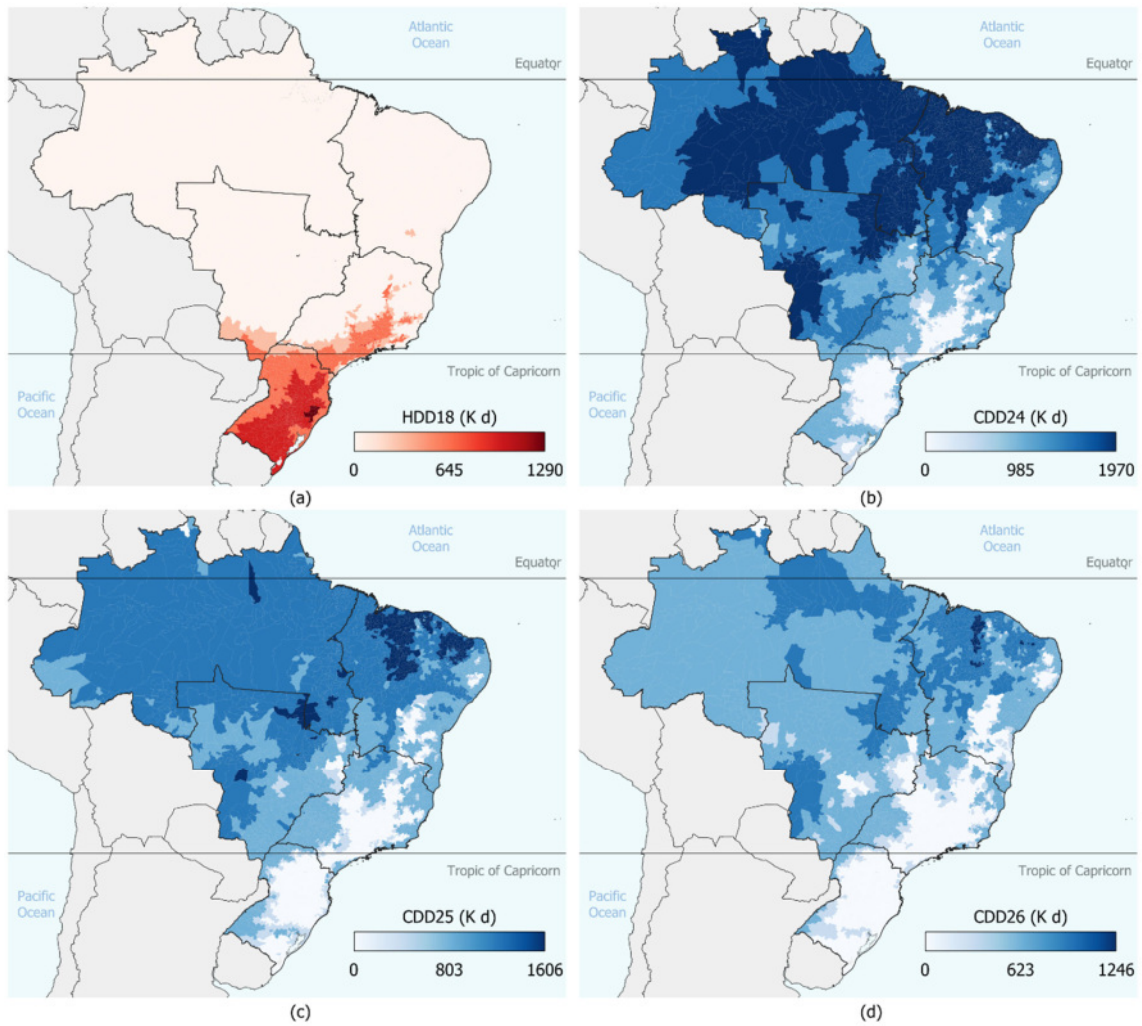 Atlantic
Ocean
Equator
Tropic of Capricorn
Pacific
Ocean
HDD18 (K d)
0 645 1290
(a)
Atlantic
Ocean
Equator
Tropic of Capricorn
Pacific
Ocean
CDD24 (K d)
0 985 1970
(b)
Atlantic
Ocean
Equator
Tropic of Capricorn
Pacific
Ocean
CDD25 (K d)
0 803 1606
(c)
Atlantic
Ocean
Equator
Tropic of Capricorn
Pacific
Ocean
CDD26 (K d)
0 623 1246
(d)